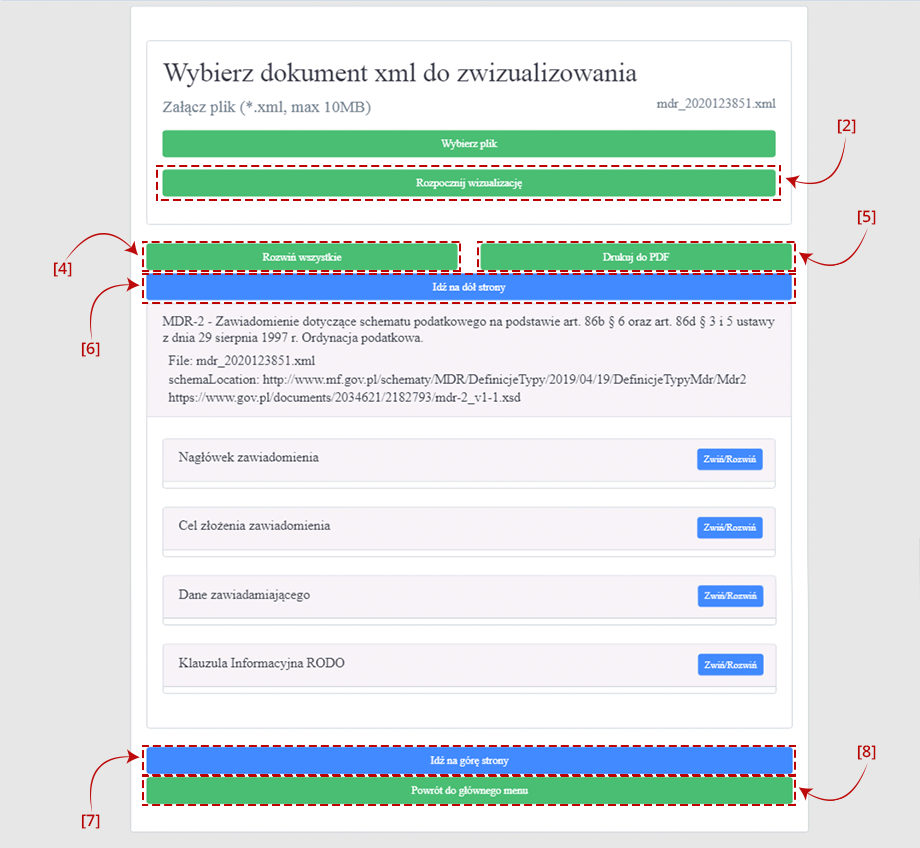 Wybierz dokument xml do zwizualizowania
Załącz plik (*.xml, max 10MB)
mdr_2020123851.xml
Wybierz plik
[2]
Rozpocznij wizualizację
[5]
[4]
Rozwiń wszystkie
Drukuj do PDF
Idź na dół strony
[6]
MDR-2 - Zawiadomienie dotyczące schematu podatkowego na podstawie art. 86b § 6 oraz art. 86d § 3 i 5 ustawy
z dnia 29 sierpnia 1997 r. Ordynacja podatkowa.
File: mdr_2020123851.xml
schemaLocation: http://www.mf.gov.pl/schematy/MDR/DefinicjeTypy/2019/04/19/DefinicjeTypyMdr/Mdr2
https://www.gov.pl/documents/2034621/2182793/mdr-2_v1-1.xsd
Nagłówek zawiadomienia
Zwiń/Rozwiń
Cel złożenia zawiadomienia
Zwiń/Rozwiń
Dane zawiadamiającego
Zwiń/Rozwiń
Klauzula Informacyjna RODO
Zwiń/Rozwiń
Idź na górę strony
[8]
Powrót do głównego menu
[7]